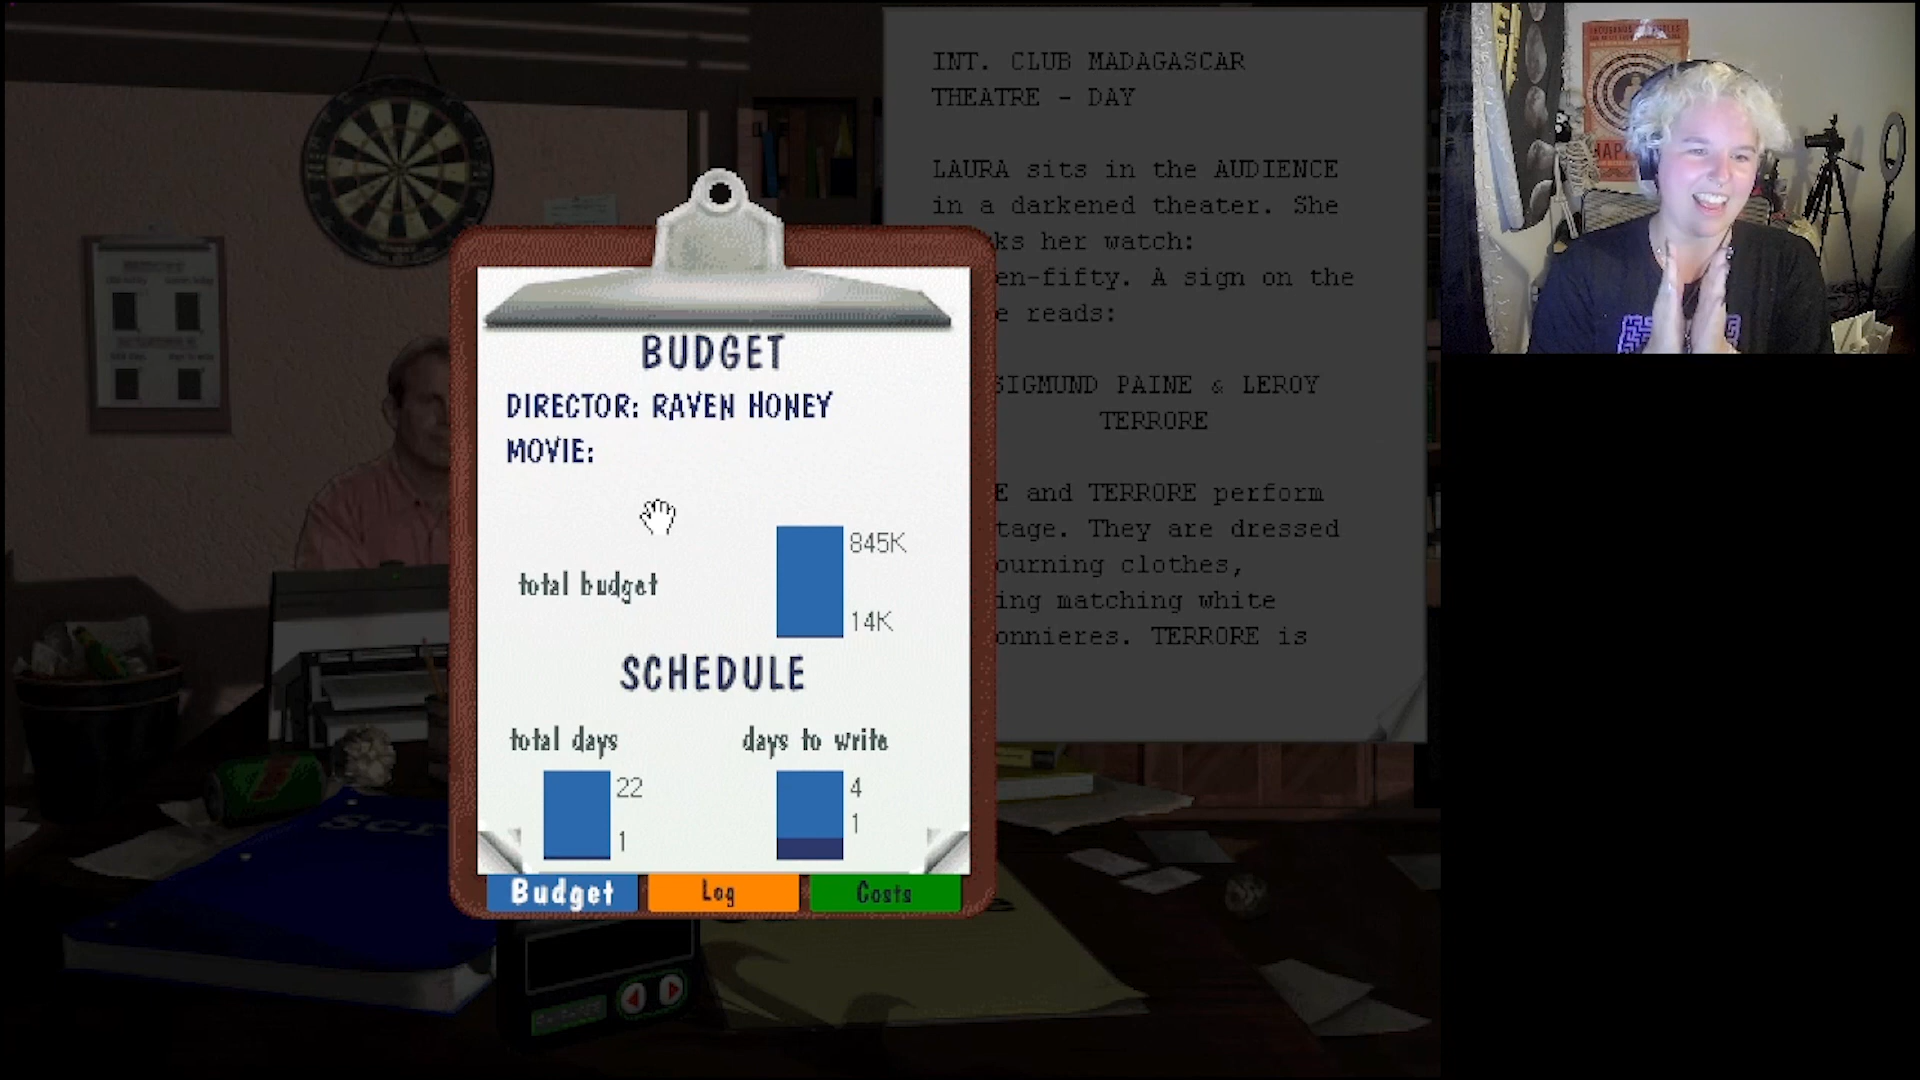 INT. CLUB MADAGASCAR
THEATRE - DAY
LAURA sits in the AUDIENCE
in a darkened theater. She
ks her watch:
en-fifty. A sign on the
e reads:
SIGMUND PAINE & LEROY
TERRORE
E and TERRORE perform
tage. They are dressed
ourning clothes,
ing matching white
onnieres. TERRORE is
BUDGET
DIRECTOR: RAVEN HONEY
MOVIE:
total budget
845K
14K
SCHEDULE
total days
22
1
days to write
4
1
Budget
Log
Costs
Scr